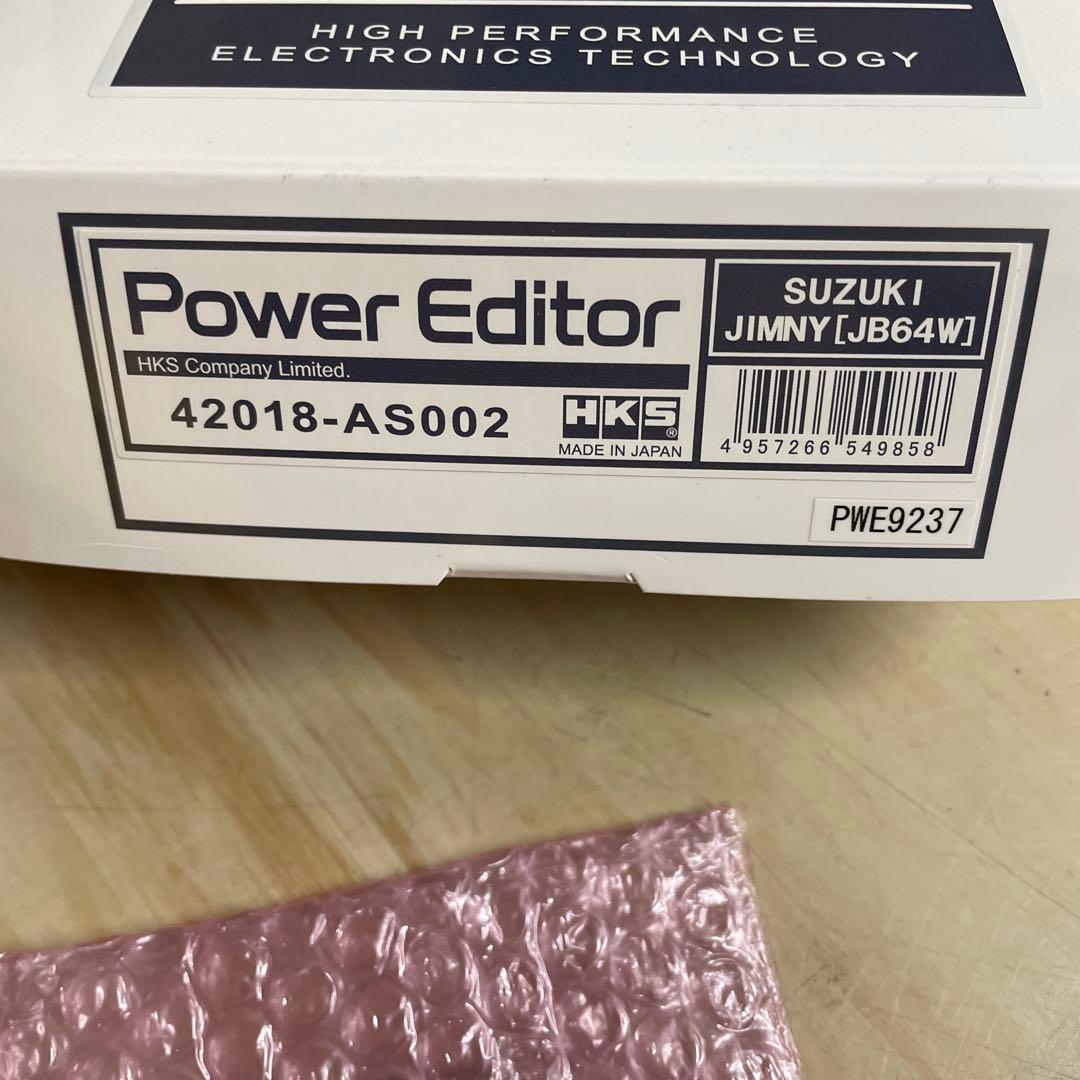 HIGH PERFORMANCE
ELECTRONICS TECHNOLOGY
Power Editor
HKS Company Limited.
42018-AS002
HKS®
MADE IN JAPAN
SUZUKI
JIMNY[JB64W]
4 957266 549858
PWE9237